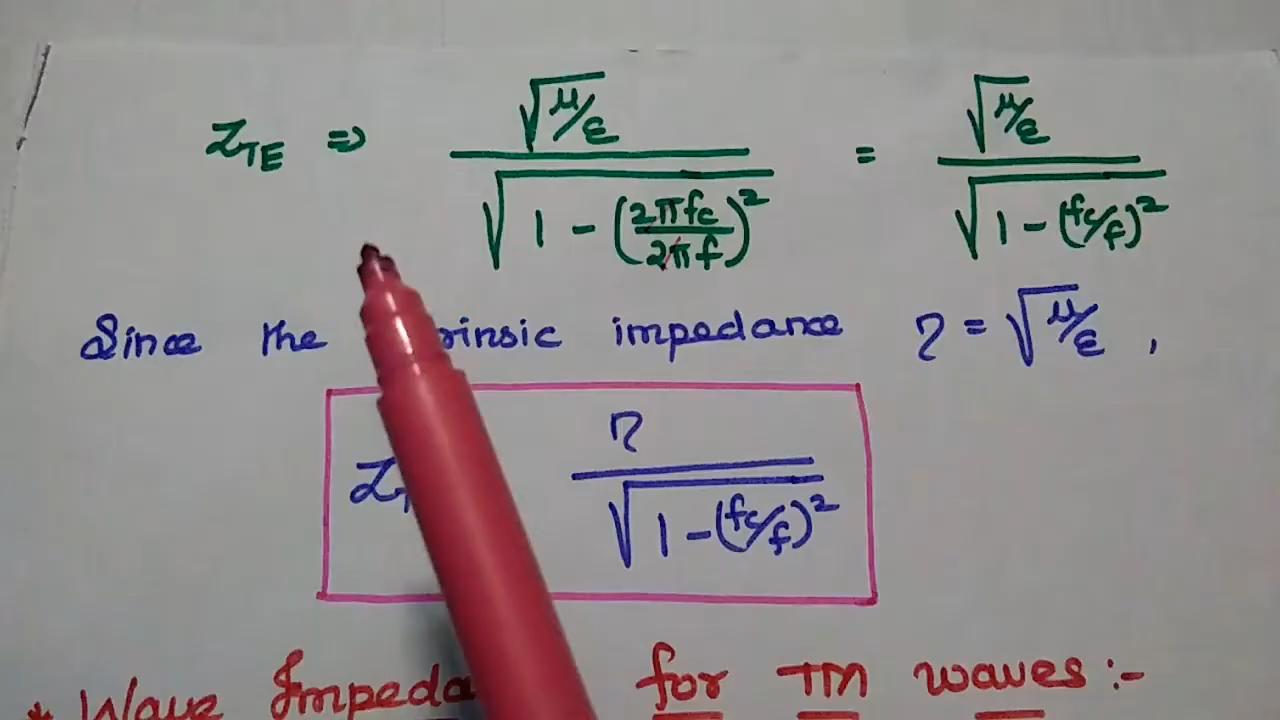 Z_TE ⇒ √μ/ε / √1 - (2πfc/2πf)² = √μ/ε / √1 - (fc/f)²
Since the rinsic impedance η = √μ/ε ,
η / √1 - (fc/f)²
* Wave Impeda for TM waves :-